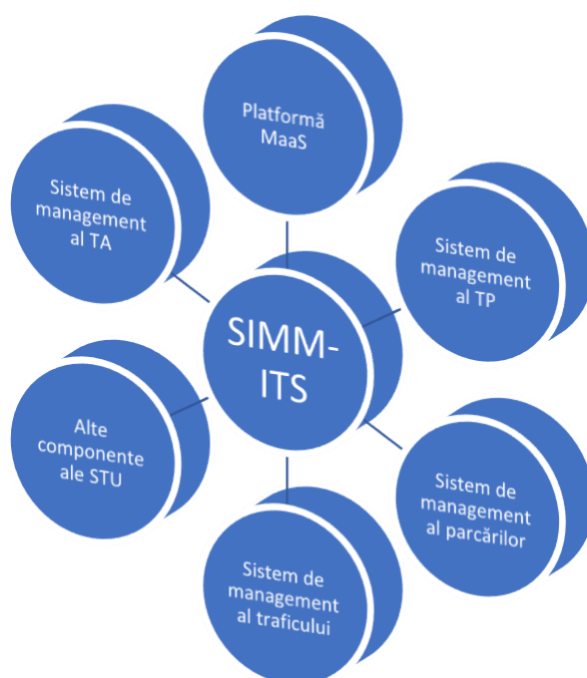 Platformă
MaaS
Sistem de
management
al TA
Sistem de
management
al TP
SIMM-
ITS
Alte
componente
ale STU
Sistem de
management
al parcărilor
Sistem de
management
al traficului